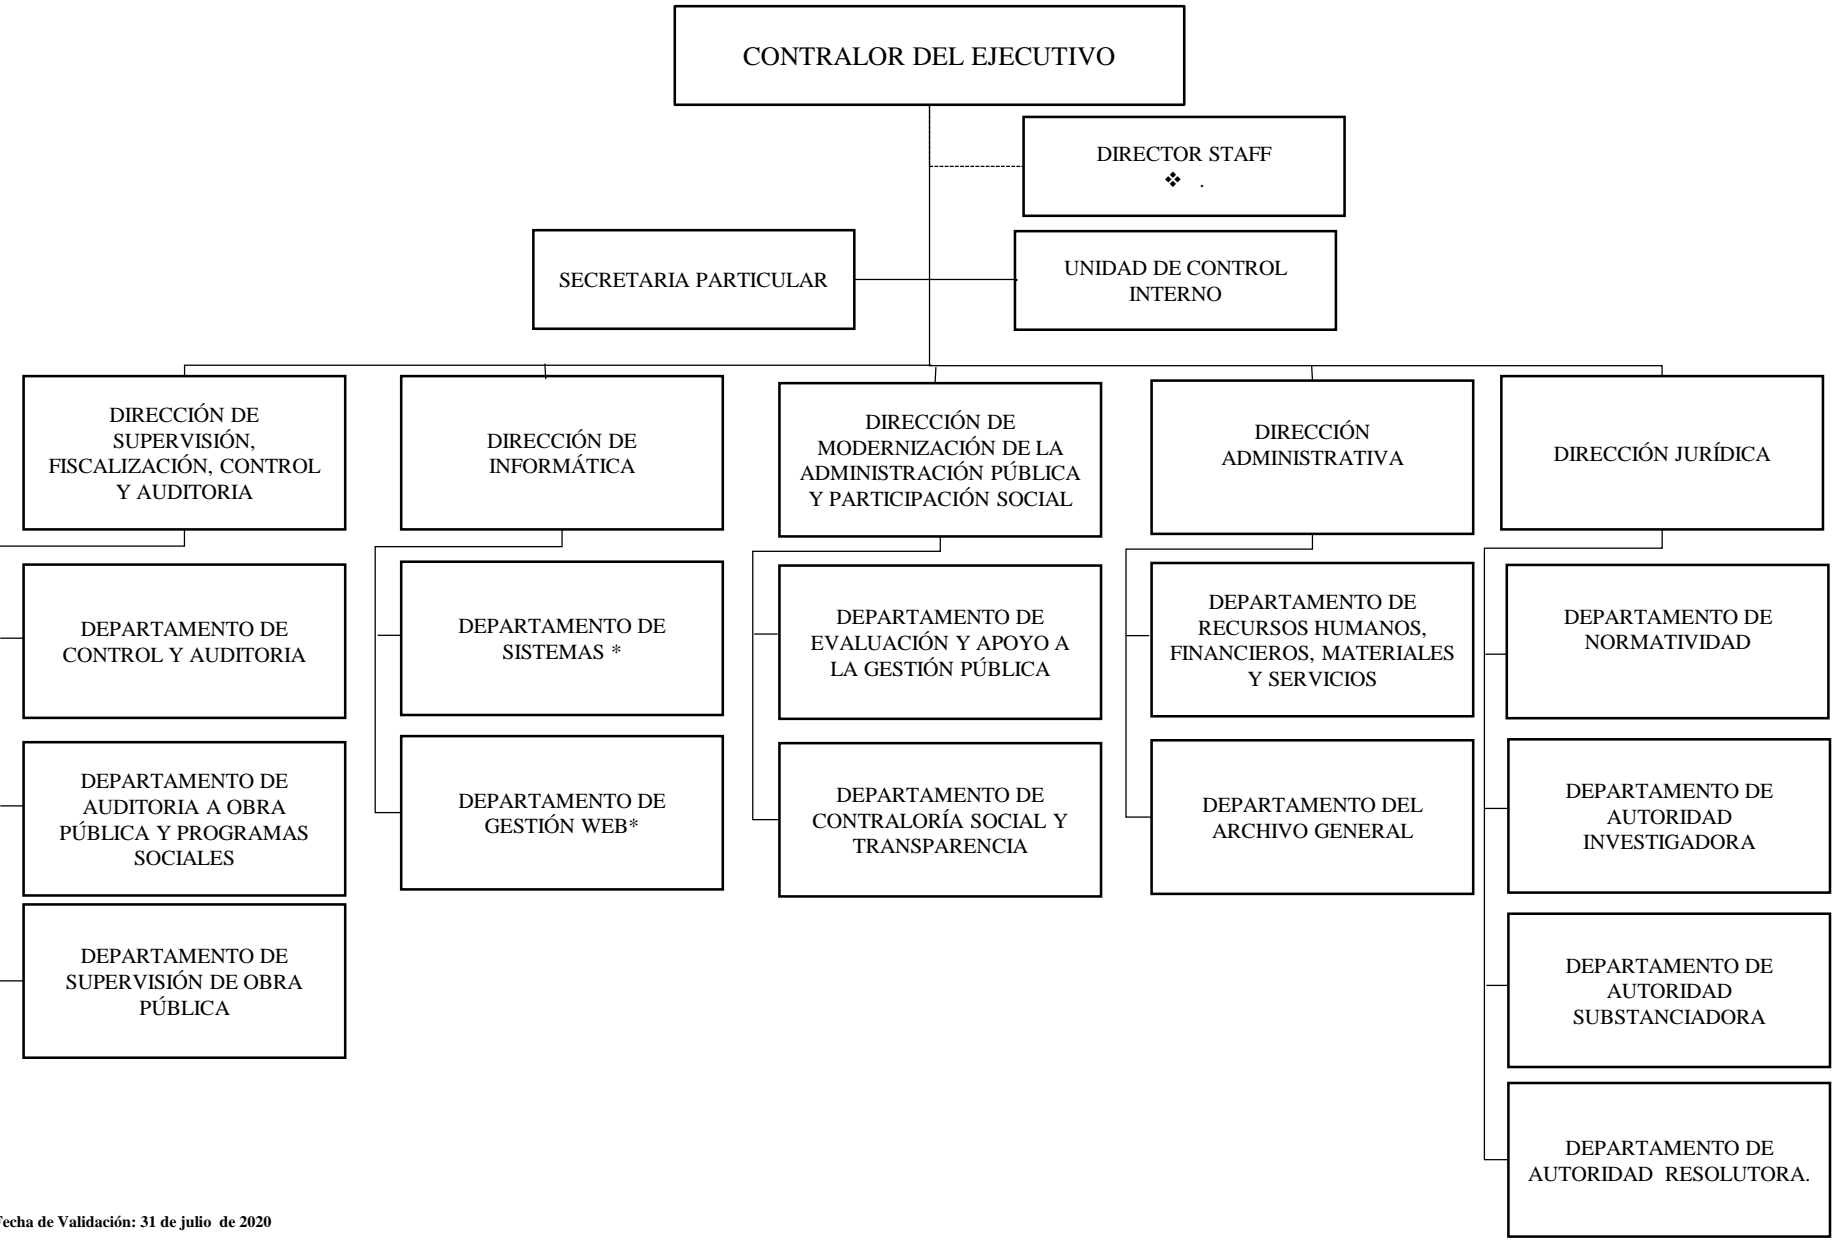 CONTRALOR DEL EJECUTIVO
DIRECTOR STAFF
❖ .
SECRETARIA PARTICULAR
UNIDAD DE CONTROL
INTERNO
DIRECCIÓN DE
SUPERVISIÓN,
FISCALIZACIÓN, CONTROL
Y AUDITORIA
DIRECCIÓN DE
INFORMÁTICA
DIRECCIÓN DE
MODERNIZACIÓN DE LA
ADMINISTRACIÓN PÚBLICA
Y PARTICIPACIÓN SOCIAL
DIRECCIÓN
ADMINISTRATIVA
DIRECCIÓN JURÍDICA
DEPARTAMENTO DE
CONTROL Y AUDITORIA
DEPARTAMENTO DE
SISTEMAS *
DEPARTAMENTO DE
EVALUACIÓN Y APOYO A
LA GESTIÓN PÚBLICA
DEPARTAMENTO DE
RECURSOS HUMANOS,
FINANCIEROS, MATERIALES
Y SERVICIOS
DEPARTAMENTO DE
NORMATIVIDAD
DEPARTAMENTO DE
AUDITORIA A OBRA
PÚBLICA Y PROGRAMAS
SOCIALES
DEPARTAMENTO DE
GESTIÓN WEB*
DEPARTAMENTO DE
CONTRALORÍA SOCIAL Y
TRANSPARENCIA
DEPARTAMENTO DEL
ARCHIVO GENERAL
DEPARTAMENTO DE
AUTORIDAD
INVESTIGADORA
DEPARTAMENTO DE
SUPERVISIÓN DE OBRA
PÚBLICA
DEPARTAMENTO DE
AUTORIDAD
SUBSTANCIADORA
DEPARTAMENTO DE
AUTORIDAD RESOLUTORA.
Fecha de Validación: 31 de julio de 2020